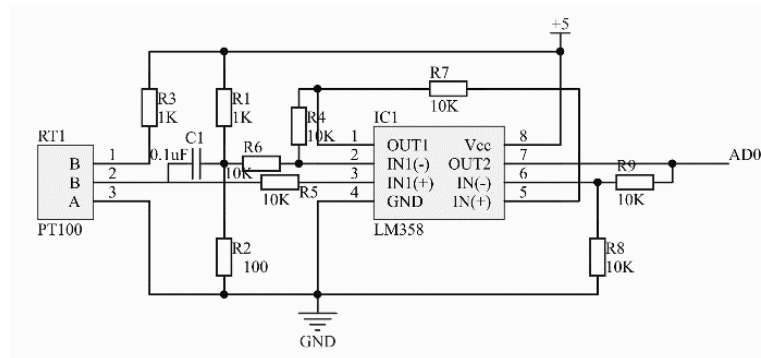 +5
R7
10K
R3
1K
R1
1K
R4
10K
IC1
RT1
C1
0.1uF
R6
10K
1 OUT1 Vcc 8
2 IN1(-) OUT2 7
3 IN1(+) IN(-) 6
4 GND IN(+) 5
LM358
B 1
B 2
A 3
PT100
R5
10K
R9
10K
AD0
R2
100
R8
10K
GND